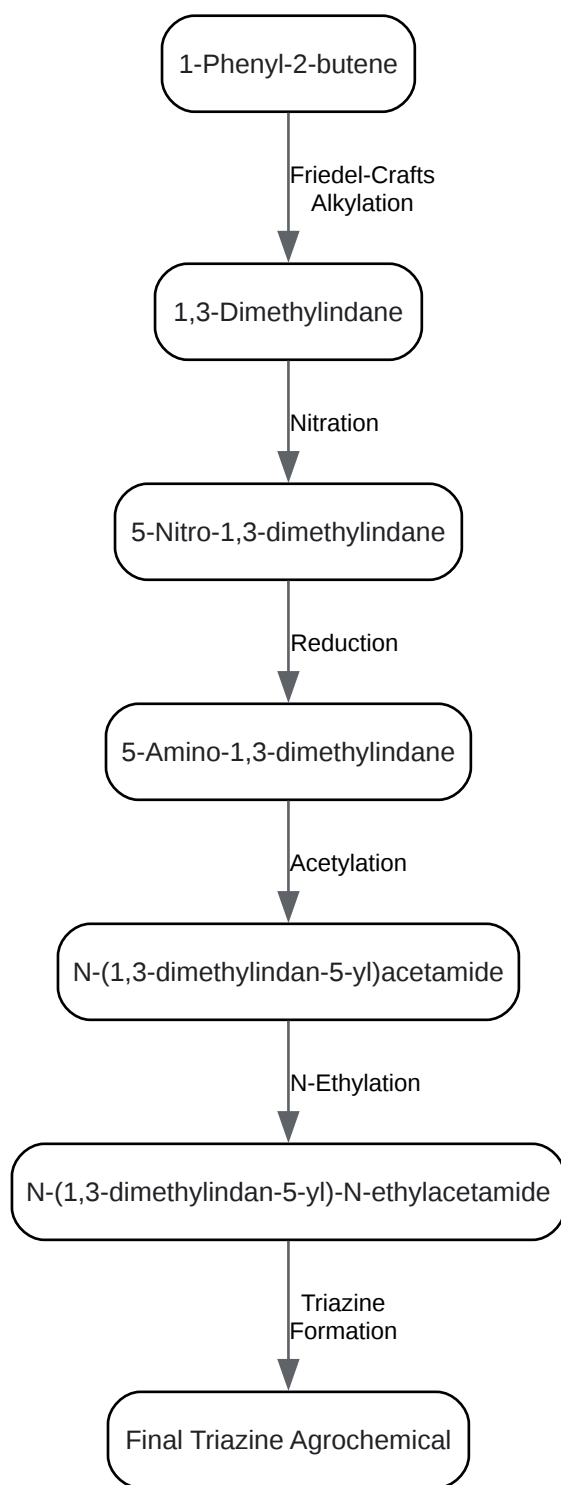 1-Phenyl-2-butene
Friedel-Crafts
Alkylation
1,3-Dimethylindane
Nitration
5-Nitro-1,3-dimethylindane
Reduction
5-Amino-1,3-dimethylindane
Acetylation
N-(1,3-dimethylindan-5-yl)acetamide
N-Ethylation
N-(1,3-dimethylindan-5-yl)-N-ethylacetamide
Triazine
Formation
Final Triazine Agrochemical